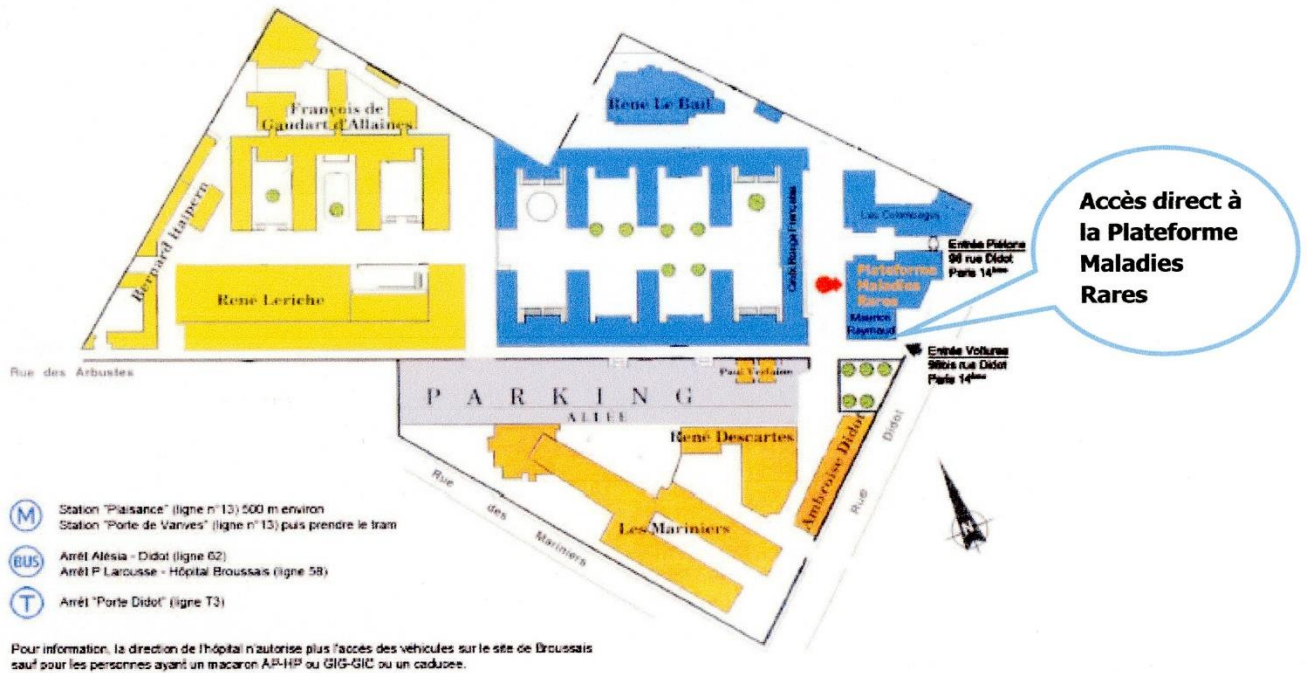 François de
Gaudart d'Allaines
René Le Bail
Bernard Halpern
René Leriche
Croix Rouge Française
Les Colombages
Entrée Piétons
96 rue Didot
Paris 14ème
Plateforme
Maladies
Rares
Maurice
Raynaud
Accès direct à
la Plateforme
Maladies
Rares
Entrée Voitures
96bis rue Didot
Paris 14ème
Rue des Arbustes
Paul Verlaine
PARKING
ALLEE
René Descartes
Ambroise Didot
Rue Didot
Rue des Mariniers
Les Mariniers
N
M
Station "Plaisance" (ligne n°13) 500 m environ
Station "Porte de Vanves" (ligne n°13) puis prendre le tram
BUS
Arrêt Alésia - Didot (ligne 62)
Arrêt P Larousse - Hôpital Broussais (ligne 58)
T
Arrêt "Porte Didot" (ligne T3)
Pour information, la direction de l'hôpital n'autorise plus l'accès des véhicules sur le site de Broussais
sauf pour les personnes ayant un macaron AP-HP ou GIG-GIC ou un caducée.